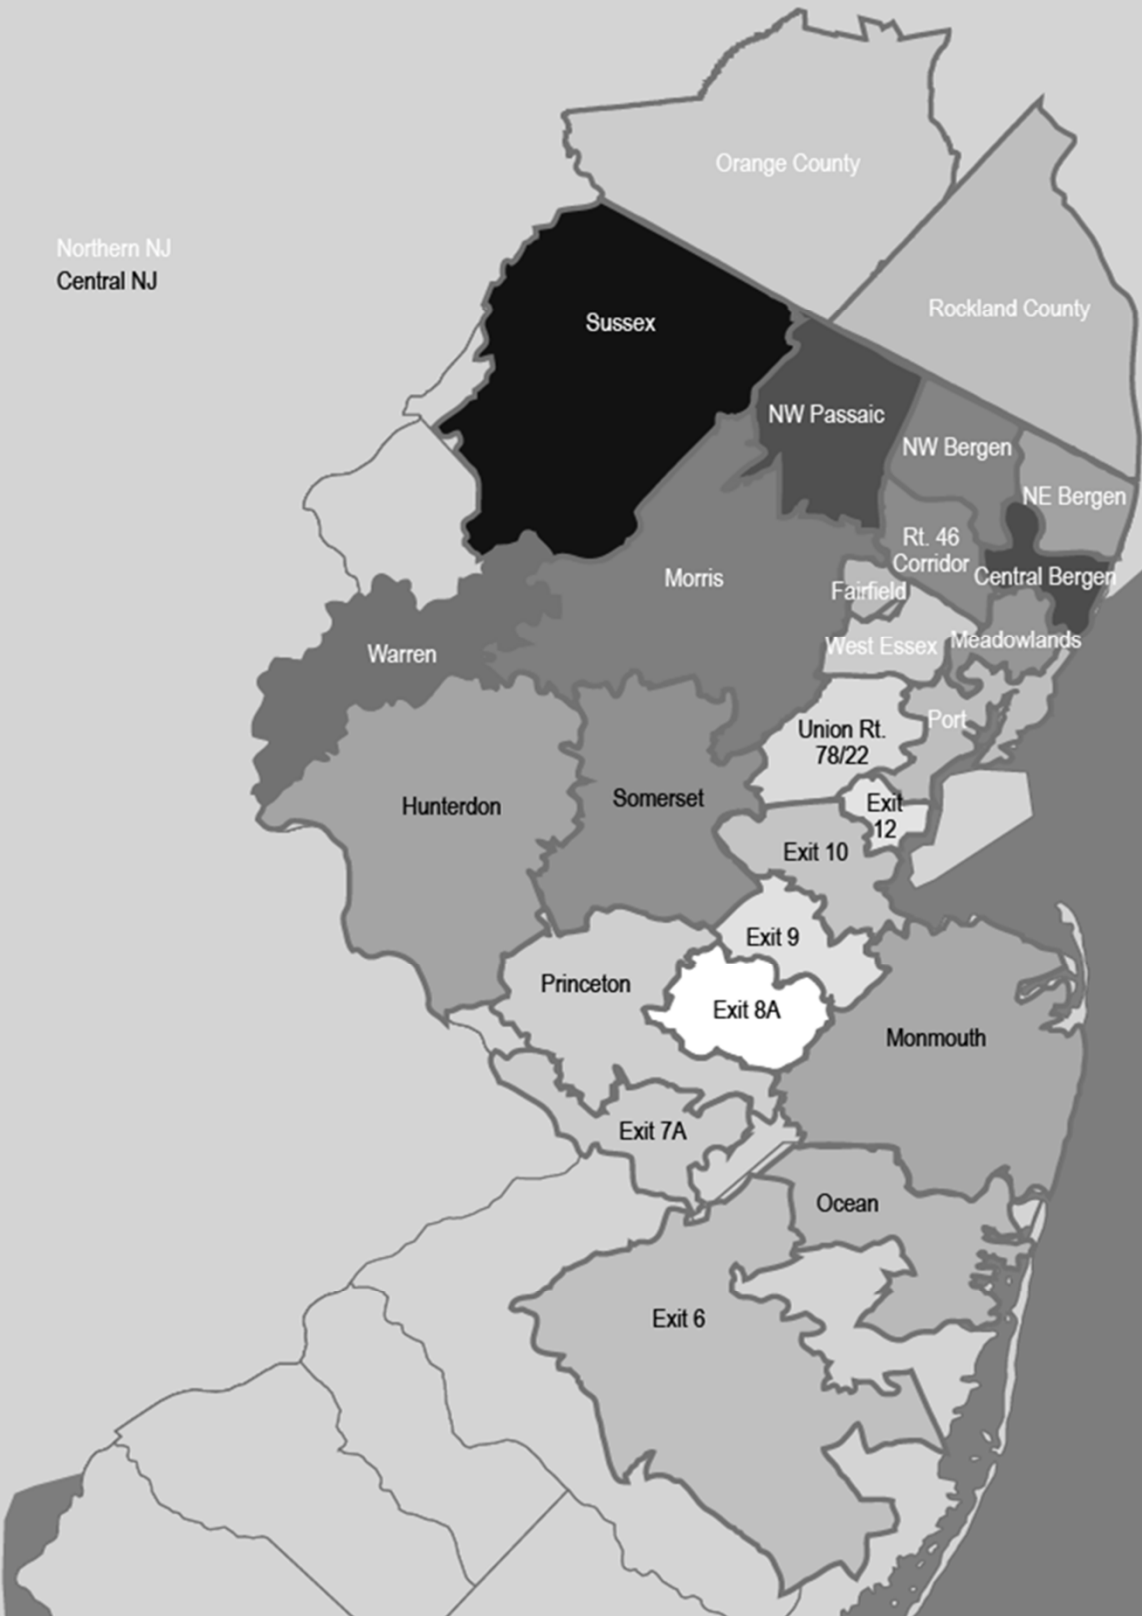 Orange County
Northern NJ
Central NJ
Rockland County
Sussex
NW Passaic
NW Bergen
NE Bergen
Rt. 46
Corridor
Central Bergen
Morris
Fairfield
West Essex
Meadowlands
Warren
Port
Union Rt.
78/22
Hunterdon
Somerset
Exit
12
Exit 10
Exit 9
Princeton
Exit 8A
Monmouth
Exit 7A
Ocean
Exit 6